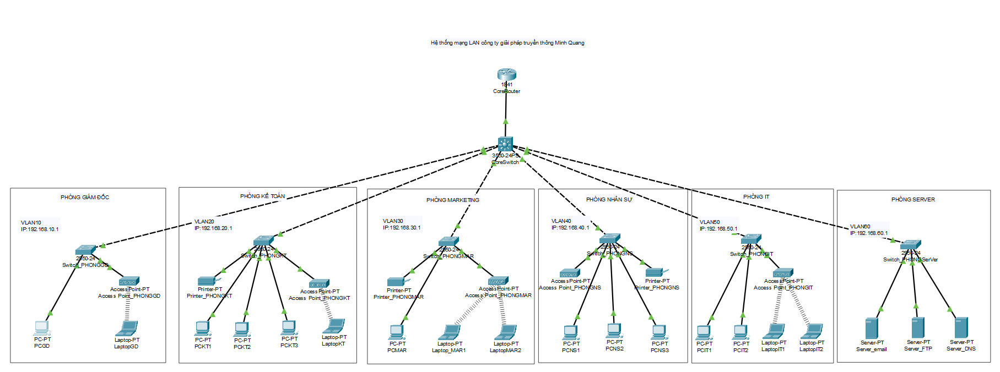 Hệ thống mạng LAN công ty giải pháp truyền thông Minh Quang
1841
CoreRouter
3560-24PS
CoreSwitch
PHÒNG GIÁM ĐỐC
VLAN10
IP:192.168.10.1
2950-24
Switch_PHONGGD
Access Point-PT
Access Point_PHONGGD
PC-PT
PCGD
Laptop-PT
LaptopGD
PHÒNG KẾ TOÁN
VLAN20
IP:192.168.20.1
2950-24
Switch_PHONGKT
Printer-PT
Printer_PHONGKT
Access Point-PT
Access Point_PHONGKT
PC-PT
PCKT1
PC-PT
PCKT2
PC-PT
PCKT3
Laptop-PT
LaptopKT
PHÒNG MARKETING
VLAN30
IP:192.168.30.1
2950-24
Switch_PHONGMAR
Printer-PT
Printer_PHONGMAR
Access Point-PT
Access Point_PHONGMAR
PC-PT
PCMAR
Laptop-PT
Laptop_MAR1
Laptop-PT
LaptopMAR2
PHÒNG NHÂN SỰ
VLAN40
IP:192.168.40.1
2950-24
Switch_PHONGNS
AccessPoint-PT
Access Point_PHONGNS
Printer-PT
Printer_PHONGNS
PC-PT
PCNS1
PC-PT
PCNS2
PC-PT
PCNS3
PHÒNG IT
VLAN50
IP:192.168.50.1
2950-24
Switch_PHONGIT
Access Point-PT
Access Point_PHONGIT
PC-PT
PCIT1
PC-PT
PCIT2
Laptop-PT
LaptopIT1
Laptop-PT
LaptopIT2
PHÒNG SERVER
VLAN60
IP:192.168.60.1
2950-24
Switch_PHONGSerVer
Server-PT
Server_email
Server-PT
Server_FTP
Server-PT
Server_DNS